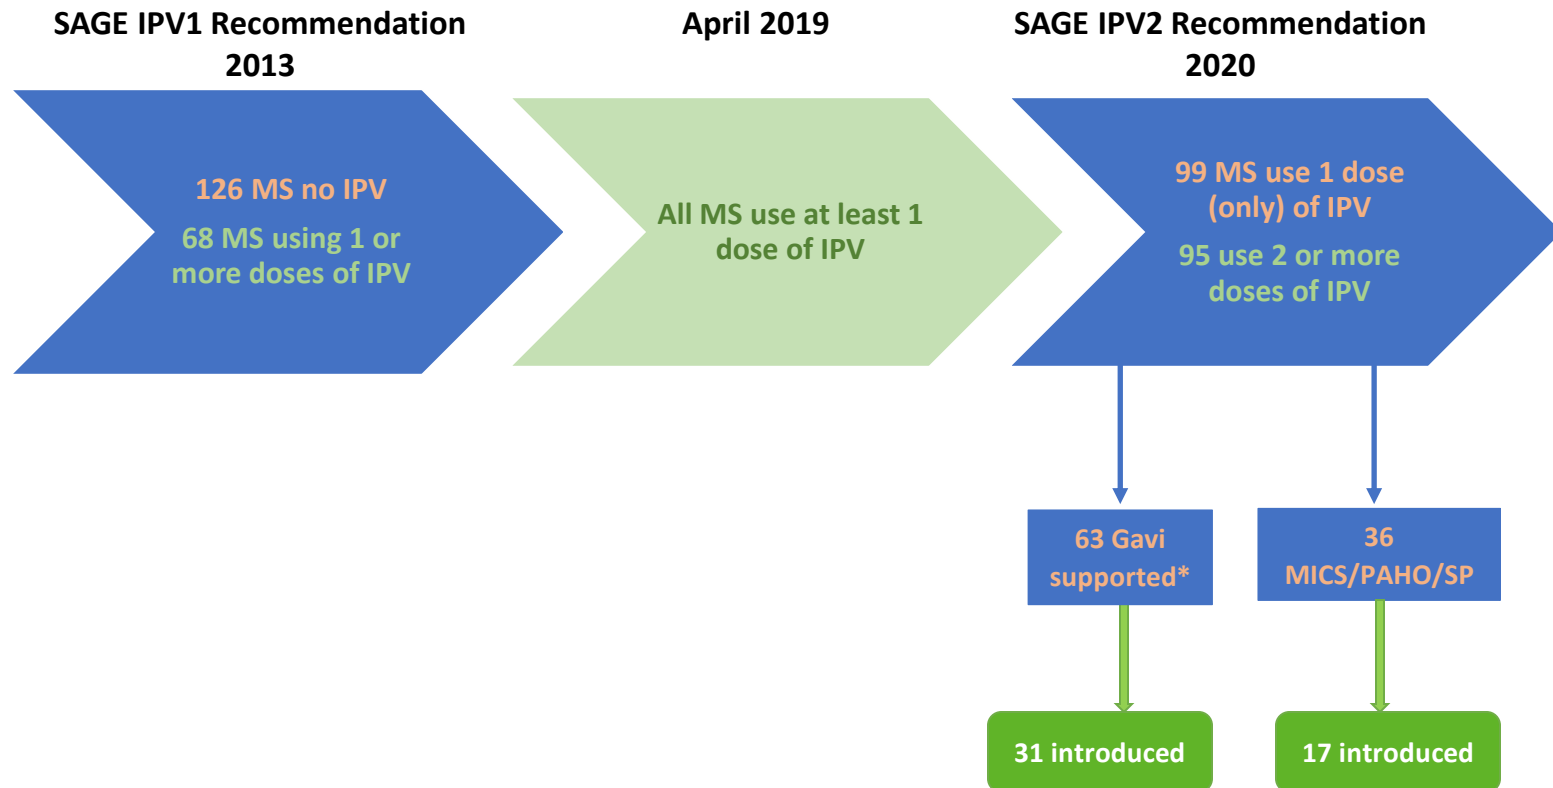 SAGE IPV1 Recommendation
2013
April 2019
SAGE IPV2 Recommendation
2020
126 MS no IPV
68 MS using 1 or
more doses of IPV
All MS use at least 1
dose of IPV
99 MS use 1 dose
(only) of IPV
95 use 2 or more
doses of IPV
63 Gavi
supported*
36
MICS/PAHO/SP
31 introduced
17 introduced